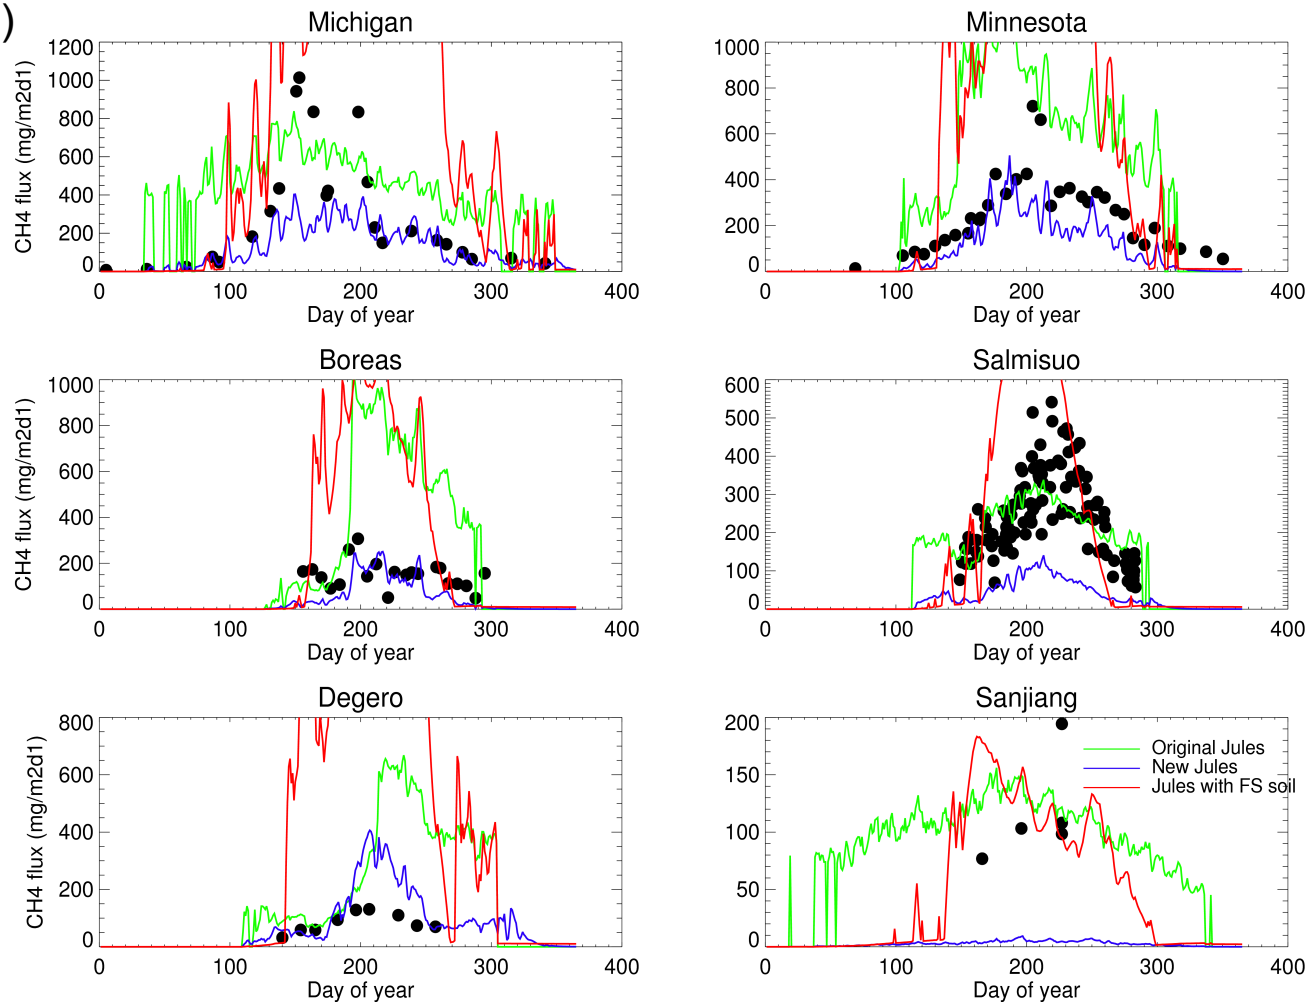 )
Michigan
CH4 flux (mg/m2d1)
1200
1000
800
600
400
200
0
0 100 200 300 400
Day of year
Minnesota
1000
800
600
400
200
0
0 100 200 300 400
Day of year
Boreas
CH4 flux (mg/m2d1)
1000
800
600
400
200
0
0 100 200 300 400
Day of year
Salmisuo
600
500
400
300
200
100
0
0 100 200 300 400
Day of year
Degero
CH4 flux (mg/m2d1)
800
600
400
200
0
0 100 200 300 400
Day of year
Sanjiang
200
150
100
50
0
0 100 200 300 400
Day of year
Original Jules
New Jules
Jules with FS soil